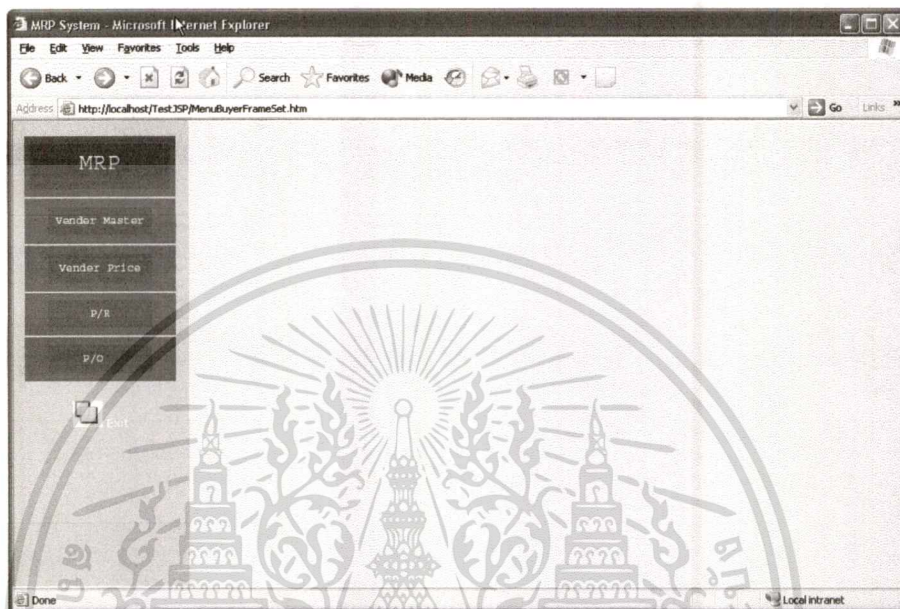 MRP System - Microsoft Internet Explorer
File Edit View Favorites Tools Help
Back Search Favorites Media
Address http://localhost/TestJSP/MenuBuyerFrameSet.htm Go Links
MRP
Vender Master
Vender Price
P/R
P/O
Exit
Done Local intranet